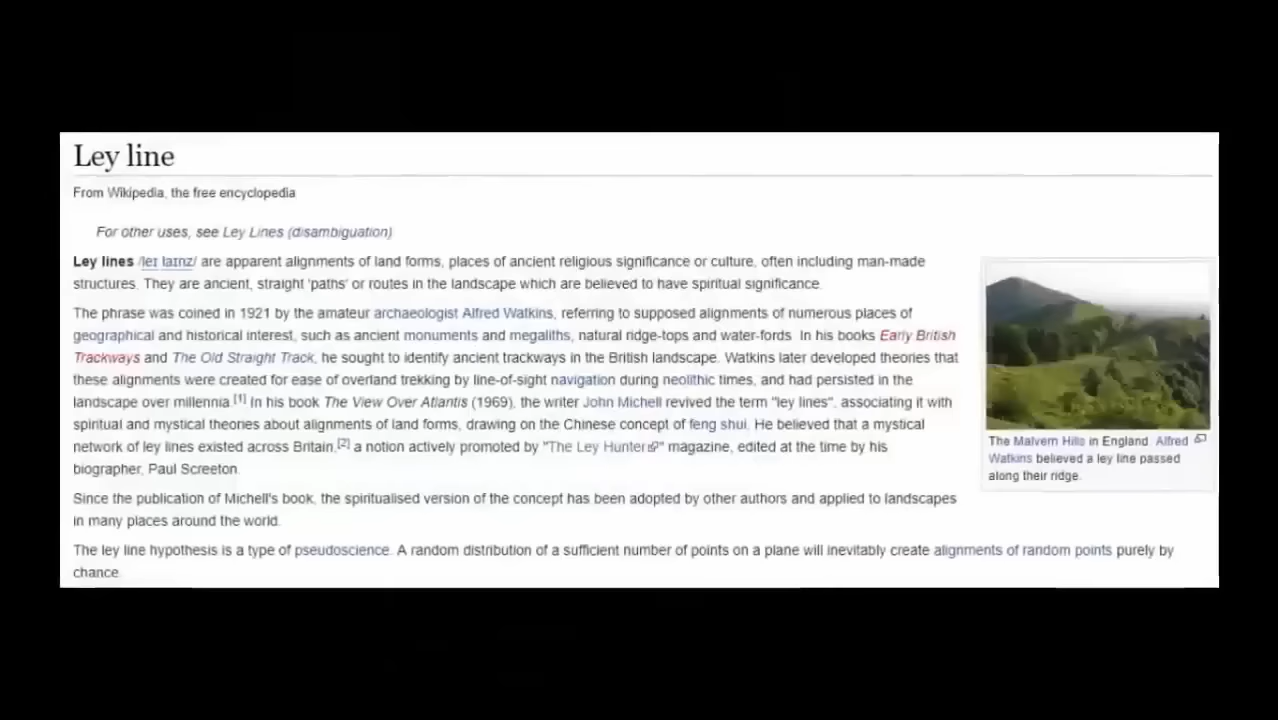 Ley line
From Wikipedia, the free encyclopedia
For other uses, see Ley Lines (disambiguation)
Ley lines /leɪ laɪnz/ are apparent alignments of land forms, places of ancient religious significance or culture, often including man-made
structures. They are ancient, straight 'paths' or routes in the landscape which are believed to have spiritual significance.
The phrase was coined in 1921 by the amateur archaeologist Alfred Watkins, referring to supposed alignments of numerous places of
geographical and historical interest, such as ancient monuments and megaliths, natural ridge-tops and water-fords. In his books Early British
Trackways and The Old Straight Track, he sought to identify ancient trackways in the British landscape. Watkins later developed theories that
these alignments were created for ease of overland trekking by line-of-sight navigation during neolithic times, and had persisted in the
landscape over millennia.[1] In his book The View Over Atlantis (1969), the writer John Michell revived the term "ley lines", associating it with
spiritual and mystical theories about alignments of land forms, drawing on the Chinese concept of feng shui. He believed that a mystical
network of ley lines existed across Britain,[2] a notion actively promoted by "The Ley Hunter" magazine, edited at the time by his
biographer, Paul Screeton.
Since the publication of Michell's book, the spiritualised version of the concept has been adopted by other authors and applied to landscapes
in many places around the world.
The ley line hypothesis is a type of pseudoscience. A random distribution of a sufficient number of points on a plane will inevitably create alignments of random points purely by
chance.
The Malvern Hills in England. Alfred
Watkins believed a ley line passed
along their ridge.